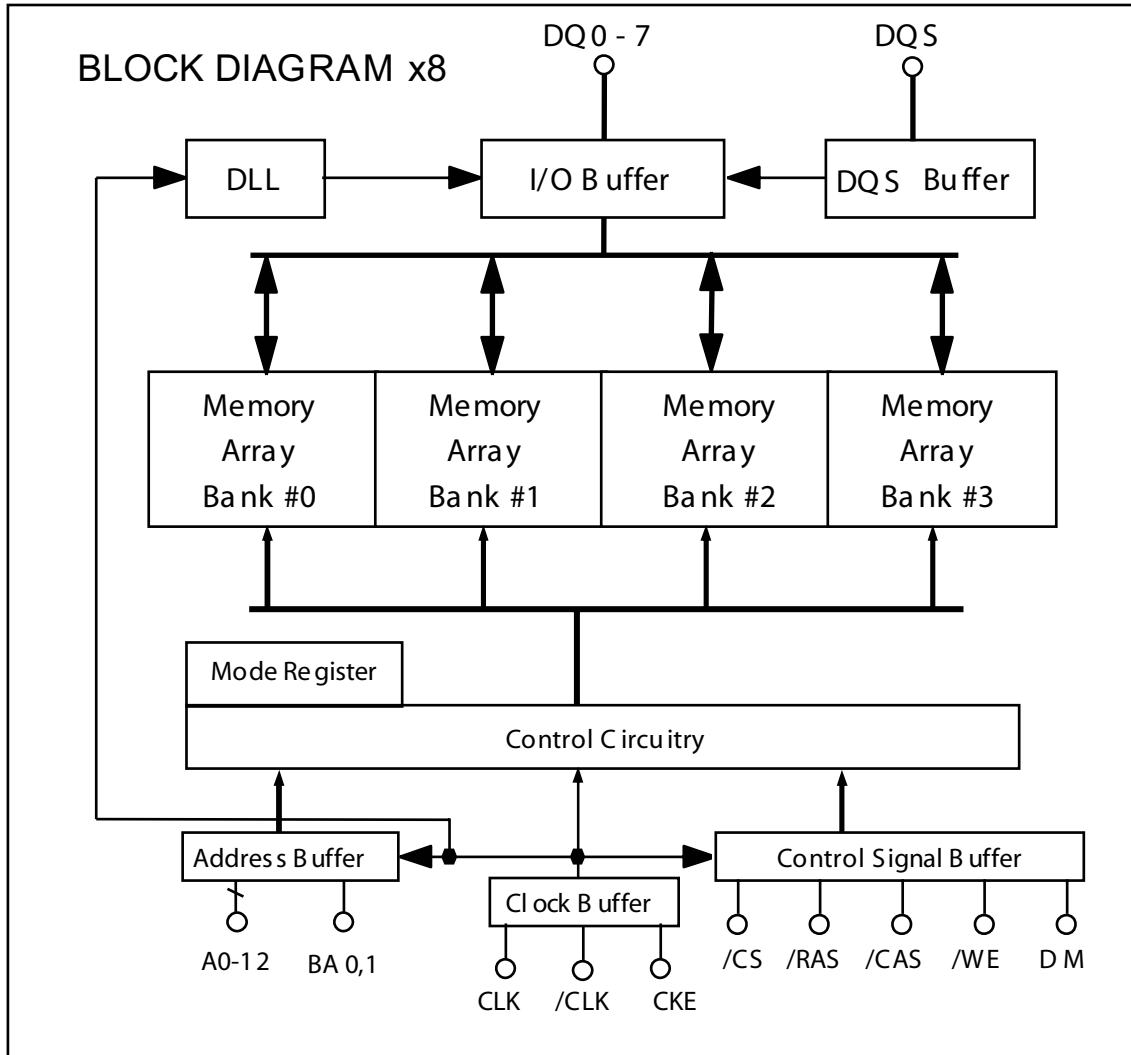 DQ0 - 7
DQS
BLOCK DIAGRAM x8
DLL
I/O Buffer
DQS Buffer
Memory
Array
Bank #0
Memory
Array
Bank #1
Memory
Array
Bank #2
Memory
Array
Bank #3
Mode Register
Control Circuitry
Address Buffer
Control Signal Buffer
Clock Buffer
A0-12
BA 0,1
CLK
/CLK
CKE
/CS
/RAS
/CAS
/WE
DM